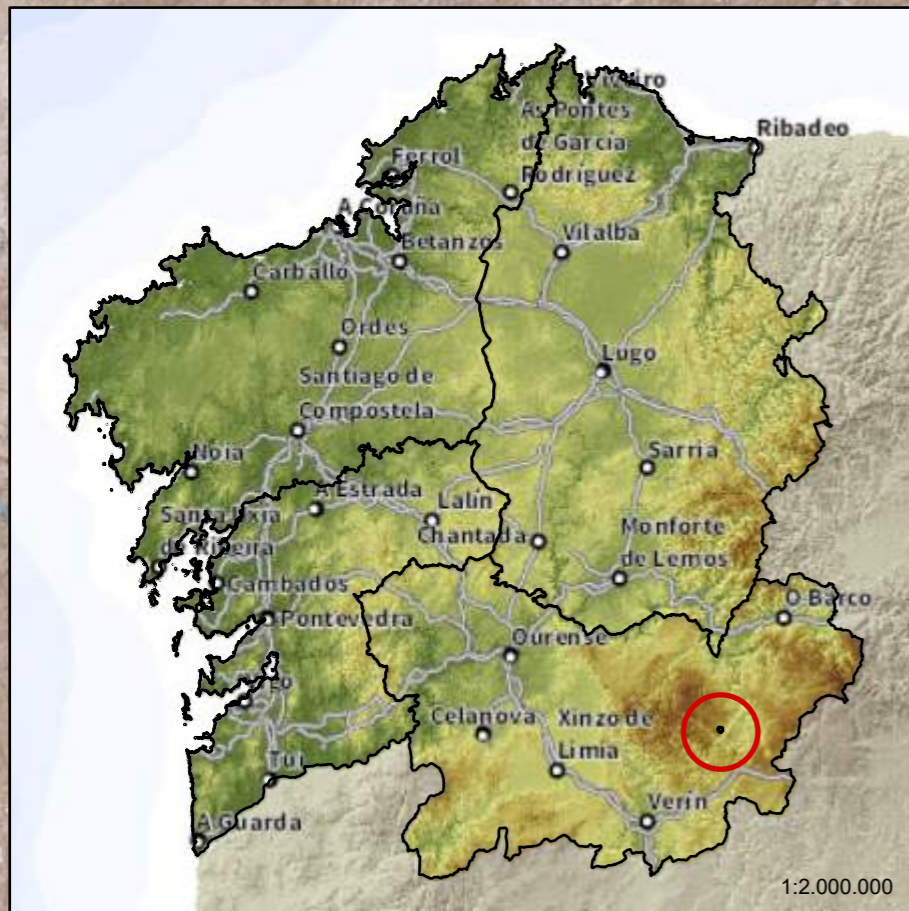 Ribadeo
As Pontes
de García
Rodríguez
Ferrol
A Coruña
Betanzos
Vilalba
Carballo
Ordes
Lugo
Santiago de
Compostela
Noia
Sarria
A Estrada
Lalín
Chantada
Monforte
de Lemos
Cambados
O Barco
Pontevedra
Ourense
Celanova
Xinzo de
Limia
Tui
Verín
A Guarda
1:2.000.000